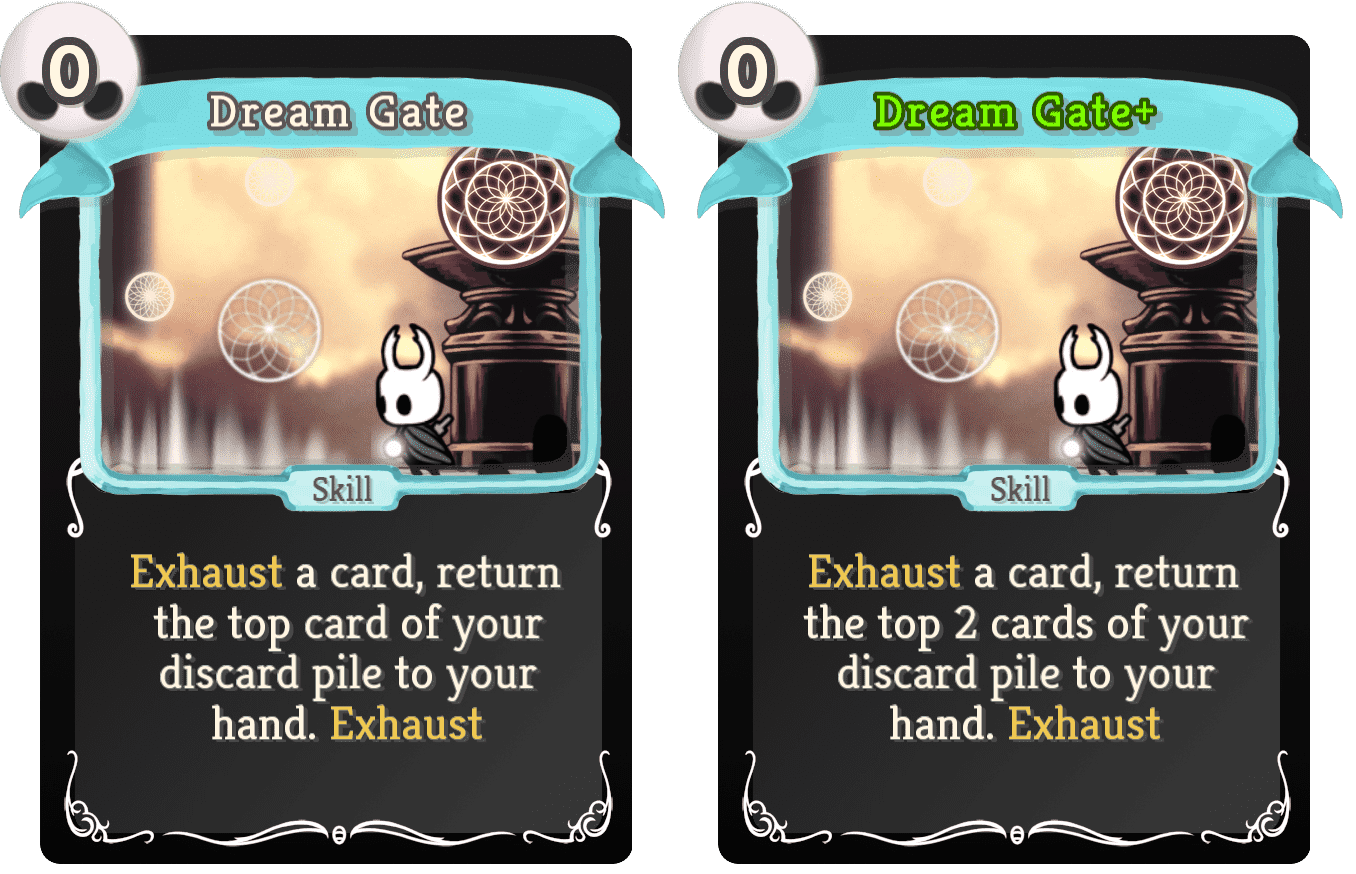 0
Dream Gate
Skill
Exhaust a card, return
the top card of your
discard pile to your
hand. Exhaust
0
Dream Gate+
Skill
Exhaust a card, return
the top 2 cards of your
discard pile to your
hand. Exhaust